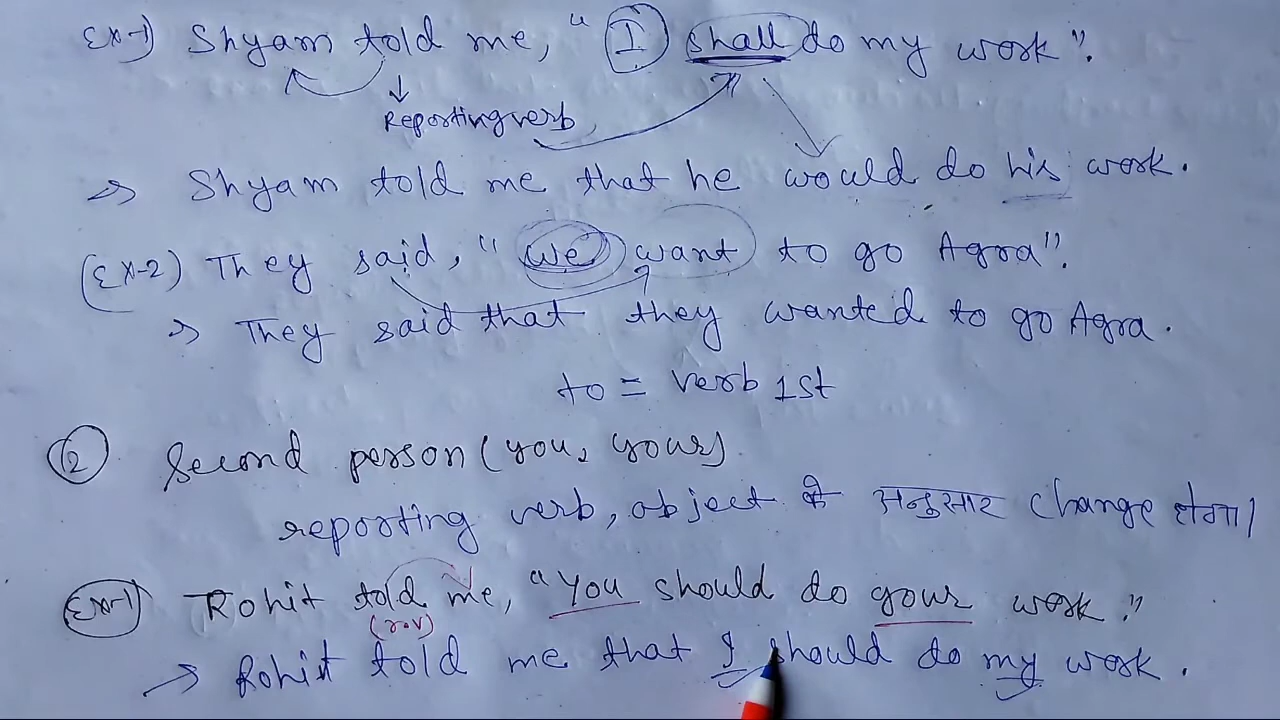 Ex-1) Shyam told me, "I shall do my work".
Reporting verb
⇒ Shyam told me that he would do his work.
(Ex-2) They said, "we want to go Agra".
⇒ They said that they wanted to go Agra.
to = verb 1st
② Second person (you, yours)
reporting verb, object के अनुसार change होगा।
Ex-1) Rohit told me, "You should do your work."
(r.v)
→ Rohit told me that I should do my work.